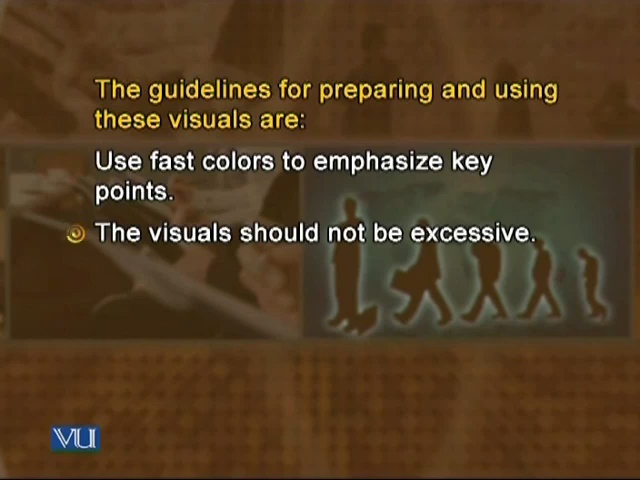 The guidelines for preparing and using
these visuals are:
Use fast colors to emphasize key
points.
The visuals should not be excessive.
VU